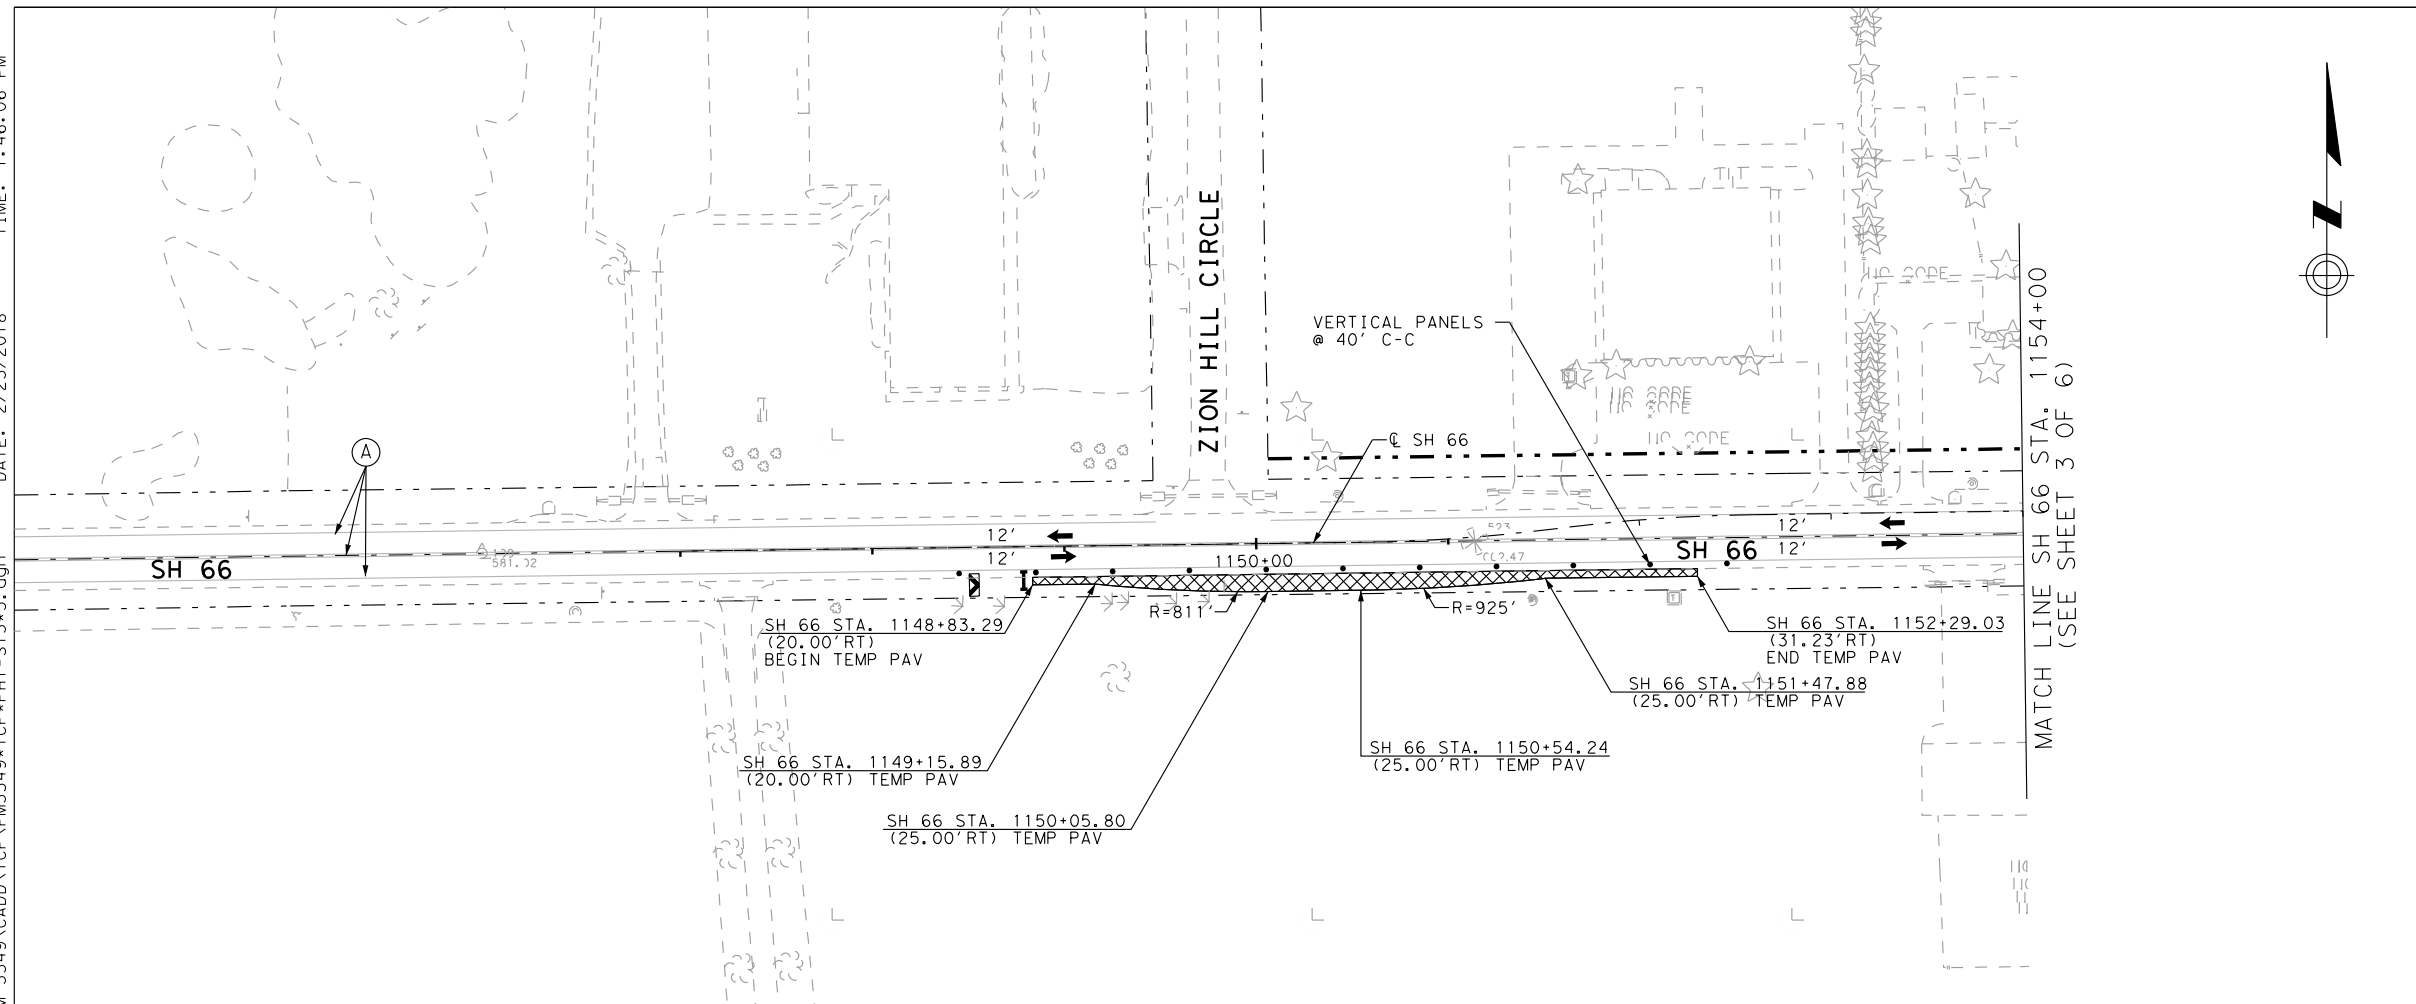 ZION HILL CIRCLE
VERTICAL PANELS
@ 40' C-C
MATCH LINE SH 66 STA. 1154+00
(SEE SHEET 3 OF 6)
A
℄ SH 66
12'
12'
12'
12'
SH 66
1150+00
SH 66
581.02
R=811'
R=925'
SH 66 STA. 1148+83.29
(20.00'RT)
BEGIN TEMP PAV
SH 66 STA. 1152+29.03
(31.23'RT)
END TEMP PAV
SH 66 STA. 1151+47.88
(25.00'RT) TEMP PAV
SH 66 STA. 1149+15.89
(20.00'RT) TEMP PAV
SH 66 STA. 1150+54.24
(25.00'RT) TEMP PAV
SH 66 STA. 1150+05.80
(25.00'RT) TEMP PAV